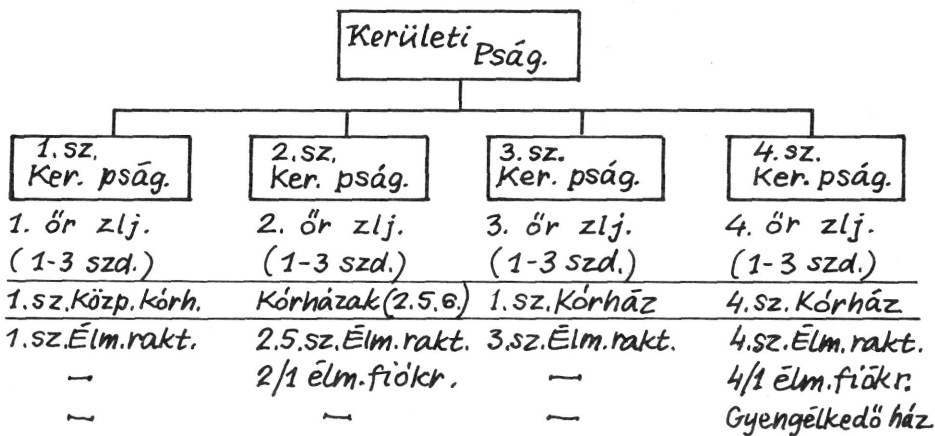 Kerületi
Pság.
1.sz. 2.sz. 3.sz. 4.sz.
Ker. pság. Ker. pság. Ker. pság. Ker. pság.
1. őr zlj. 2. őr zlj. 3. őr zlj. 4. őr zlj.
(1-3 szd.) (1-3 szd.) (1-3 szd.) (1-3 szd.)
1.sz.Közp.kórh. Kórházak(2.5.6.) 1.sz.Kórház 4.sz.Kórház
1.sz.Élm.rakt. 2.5.sz.Élm.rakt. 3.sz.Élm.rakt. 4.sz.Élm.rakt.
— 2/1 élm.fiókr. — 4/1 élm.fiókr.
— — — Gyengélkedő ház